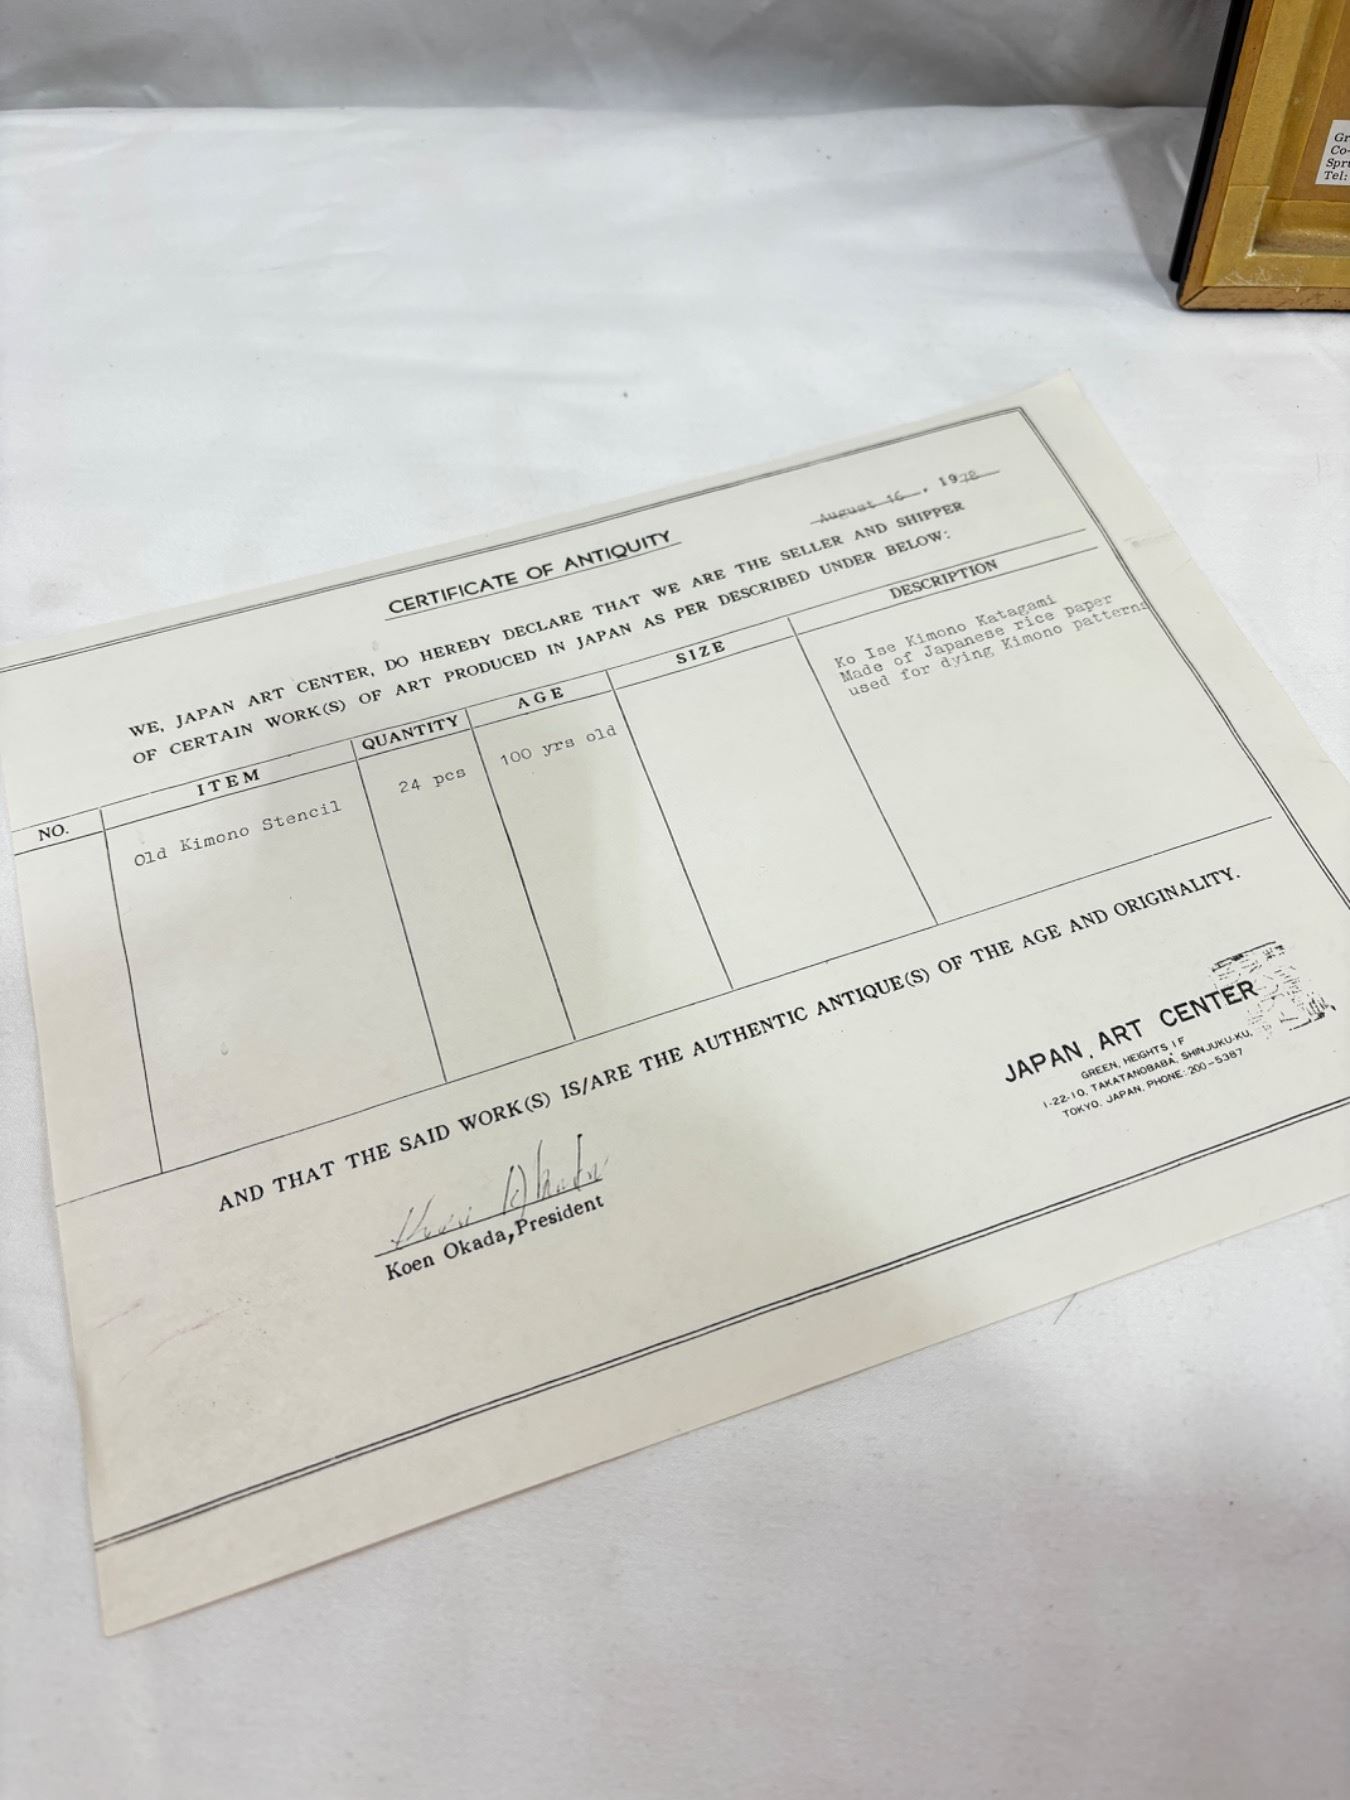 Gr
Co-
Spru
Tel:
August 16, 1978
CERTIFICATE OF ANTIQUITY
WE, JAPAN ART CENTER, DO HEREBY DECLARE THAT WE ARE THE SELLER AND SHIPPER
OF CERTAIN WORK(S) OF ART PRODUCED IN JAPAN AS PER DESCRIBED UNDER BELOW:
NO. ITEM QUANTITY AGE SIZE DESCRIPTION
Old Kimono Stencil 24 pcs 100 yrs old Ko Ise Kimono Katagami
Made of Japanese rice paper
used for dying Kimono patterns
AND THAT THE SAID WORK(S) IS/ARE THE AUTHENTIC ANTIQUE(S) OF THE AGE AND ORIGINALITY.
Koen Okada, President
JAPAN ART CENTER
GREEN, HEIGHTS, 1F
1-22-10, TAKATANOBABA, SHINJUKU-KU,
TOKYO, JAPAN, PHONE: 200-5387